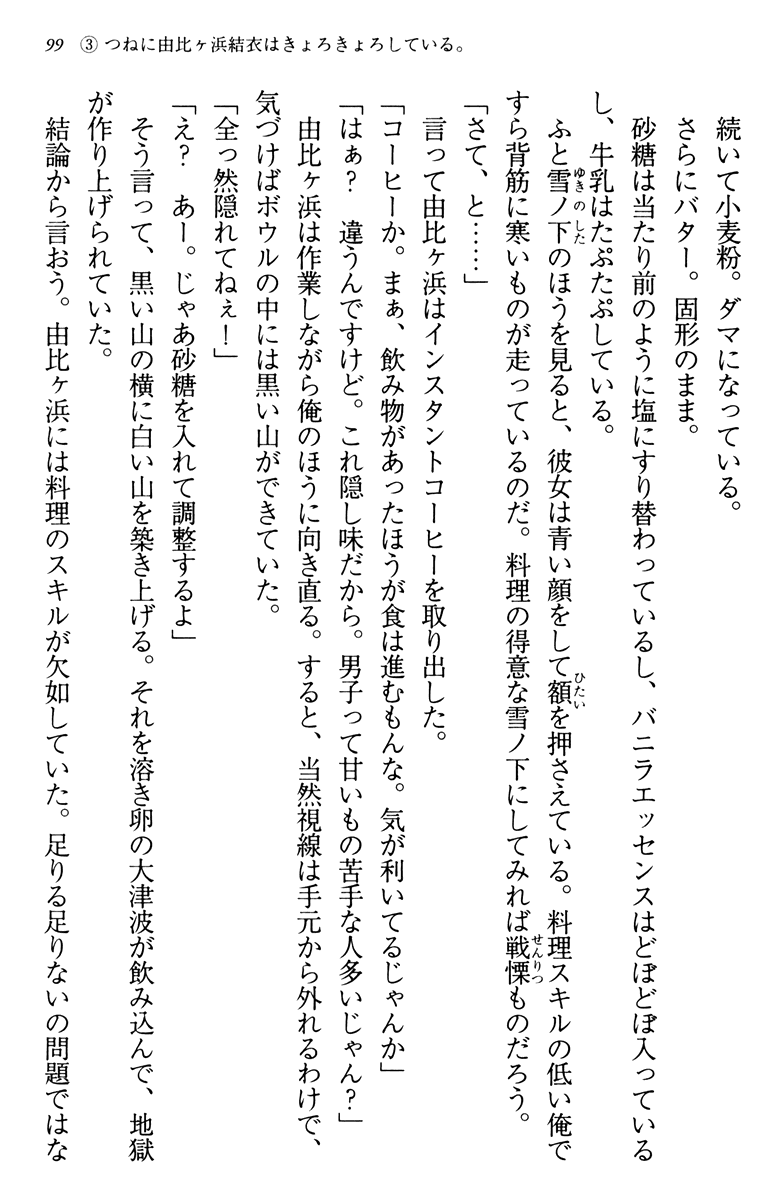 99　③ つねに由比ヶ浜結衣はきょろきょろしている。
　続いて小麦粉。ダマになっている。
　さらにバター。固形のまま。
　砂糖は当たり前のように塩にすり替わっているし、バニラエッセンスはどぼどぼ入っている
し、牛乳はたぷたぷしている。
　ふと雪ノ下のほうを見ると、彼女は青い顔をして額を押さえている。料理スキルの低い俺で
ゆきのした
ひたい
すら背筋に寒いものが走っているのだ。料理の得意な雪ノ下にしてみれば戦慄ものだろう。
せんりつ
「さて、と……」
　言って由比ヶ浜はインスタントコーヒーを取り出した。
「コーヒーか。まぁ、飲み物があったほうが食は進むもんな。気が利いてるじゃんか」
「はぁ？　違うんですけど。これ隠し味だから。男子って甘いもの苦手な人多いじゃん？」
　由比ヶ浜は作業しながら俺のほうに向き直る。すると、当然視線は手元から外れるわけで、
気づけばボウルの中には黒い山ができていた。
「全っ然隠れてねぇ！」
「え？　あー。じゃあ砂糖を入れて調整するよ」
　そう言って、黒い山の横に白い山を築き上げる。それを溶き卵の大津波が飲み込んで、地獄
が作り上げられていた。
　結論から言おう。由比ヶ浜には料理のスキルが欠如していた。足りる足りないの問題ではな